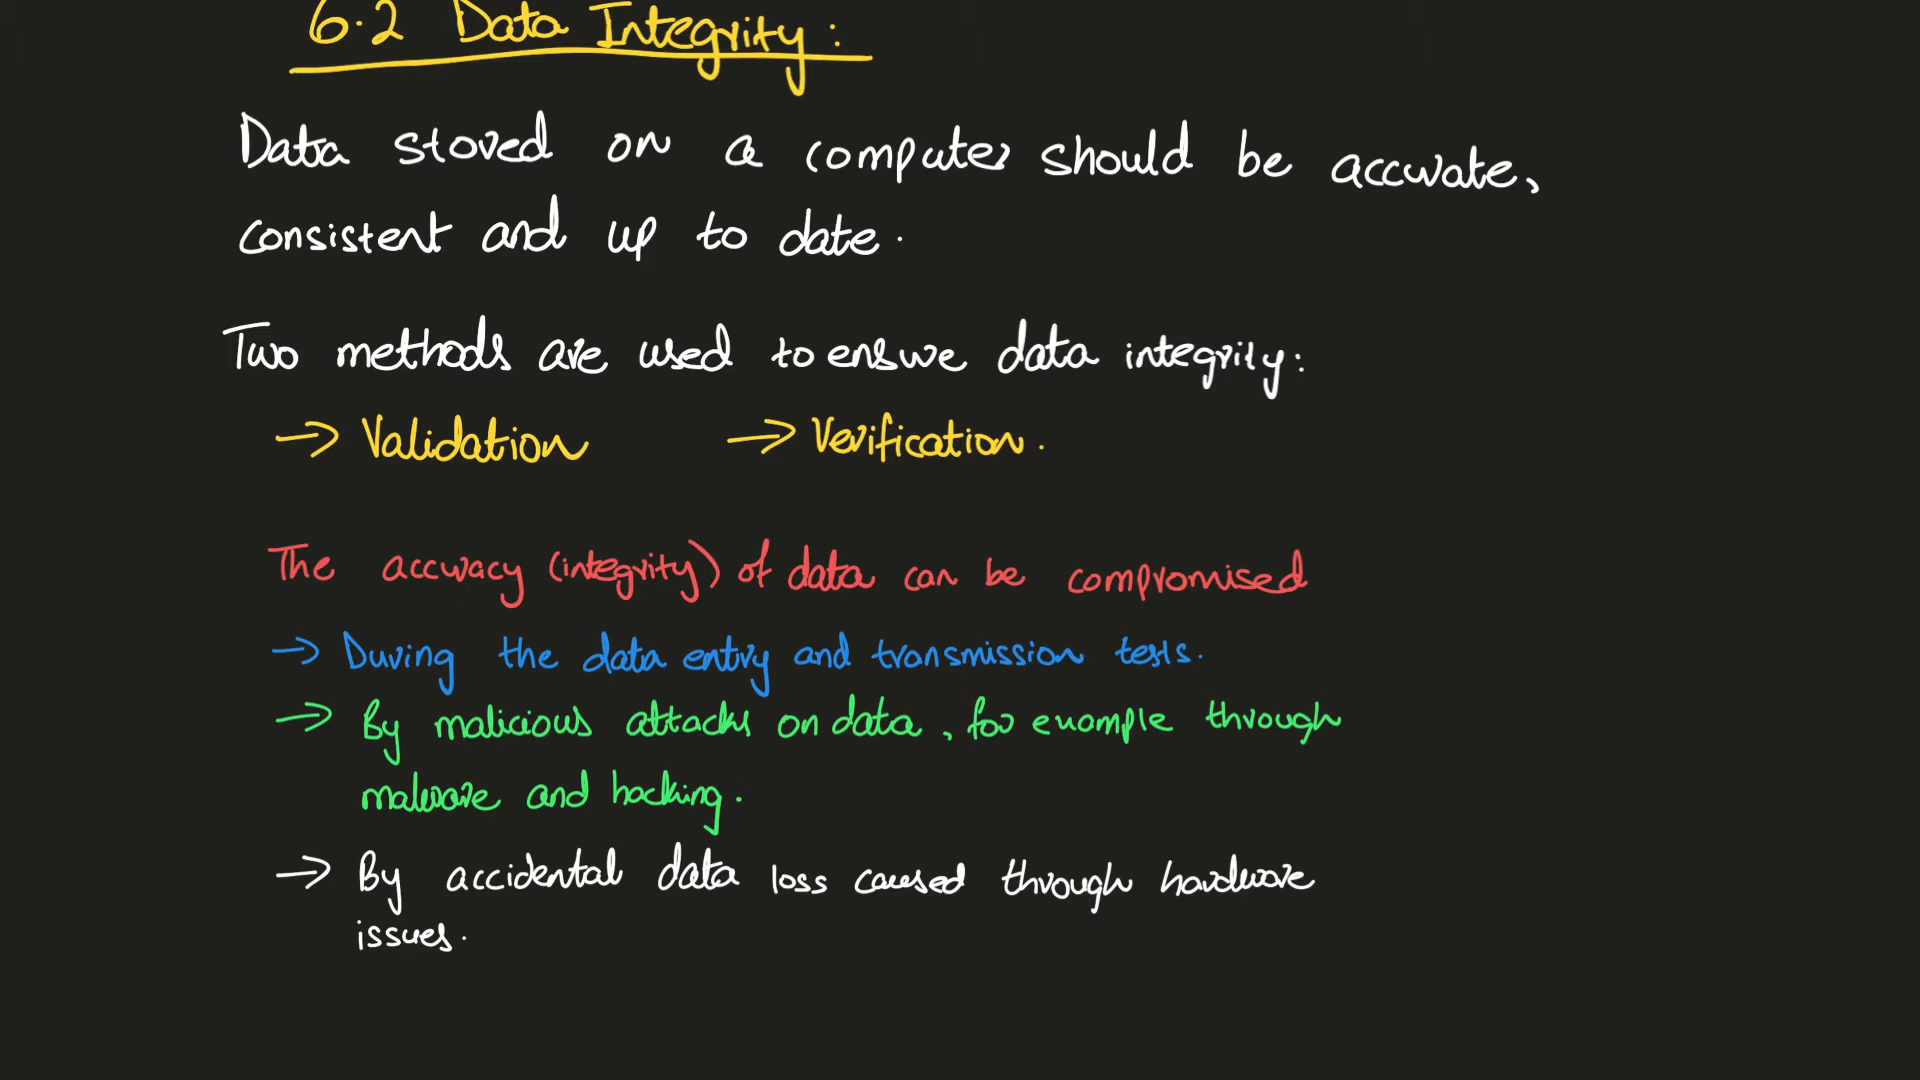 6.2 Data Integrity:
Data stored on a computer should be accurate,
consistent and up to date.
Two methods are used to ensure data integrity:
→ Validation → Verification.
The accuracy (integrity) of data can be compromised
→ During the data entry and transmission tests.
→ By malicious attacks on data, for example through
malware and hacking.
→ By accidental data loss caused through hardware
issues.